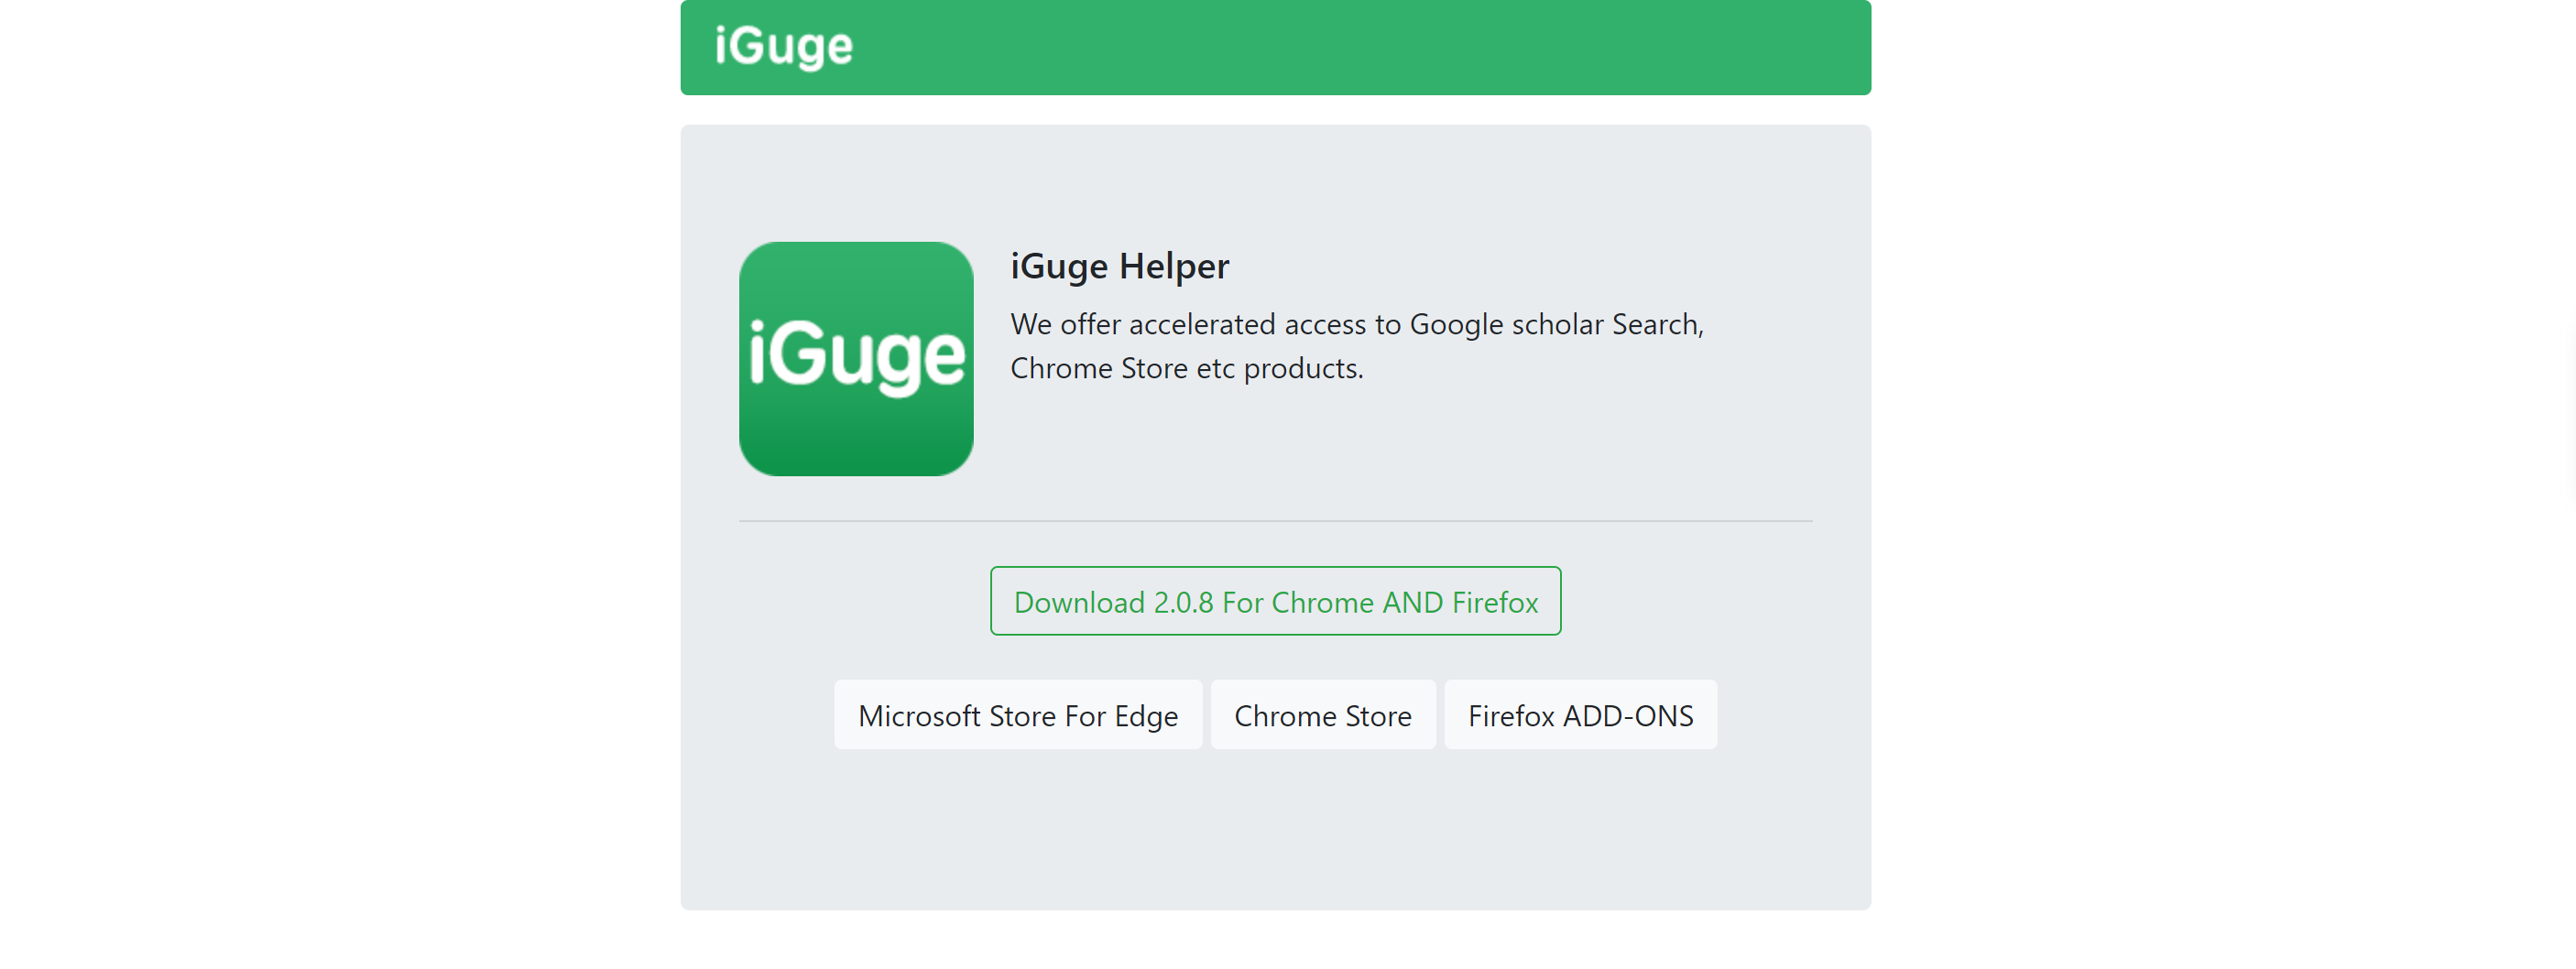 iGuge
iGuge
iGuge Helper
We offer accelerated access to Google scholar Search,
Chrome Store etc products.
Download 2.0.8 For Chrome AND Firefox
Microsoft Store For Edge
Chrome Store
Firefox ADD-ONS